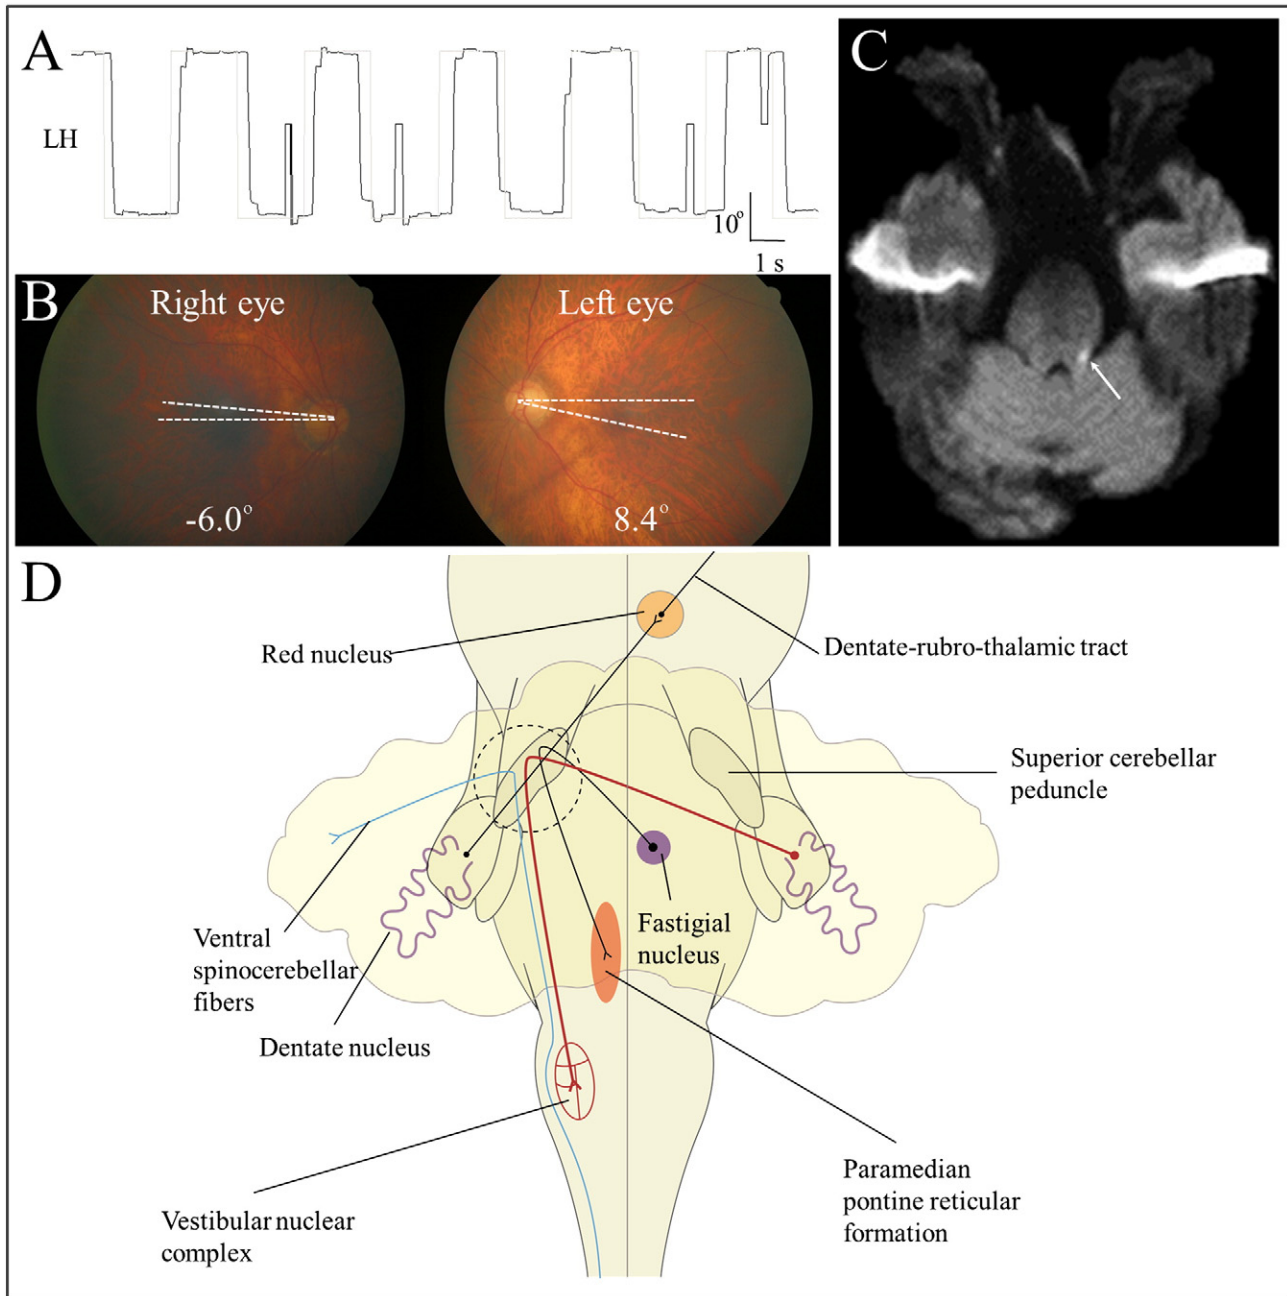 A
LH
10°
1 s
B
Right eye
Left eye
-6.0°
8.4°
C
D
Red nucleus
Dentate-rubro-thalamic tract
Superior cerebellar
peduncle
Ventral
spinocerebellar
fibers
Fastigial
nucleus
Dentate nucleus
Vestibular nuclear
complex
Paramedian
pontine reticular
formation